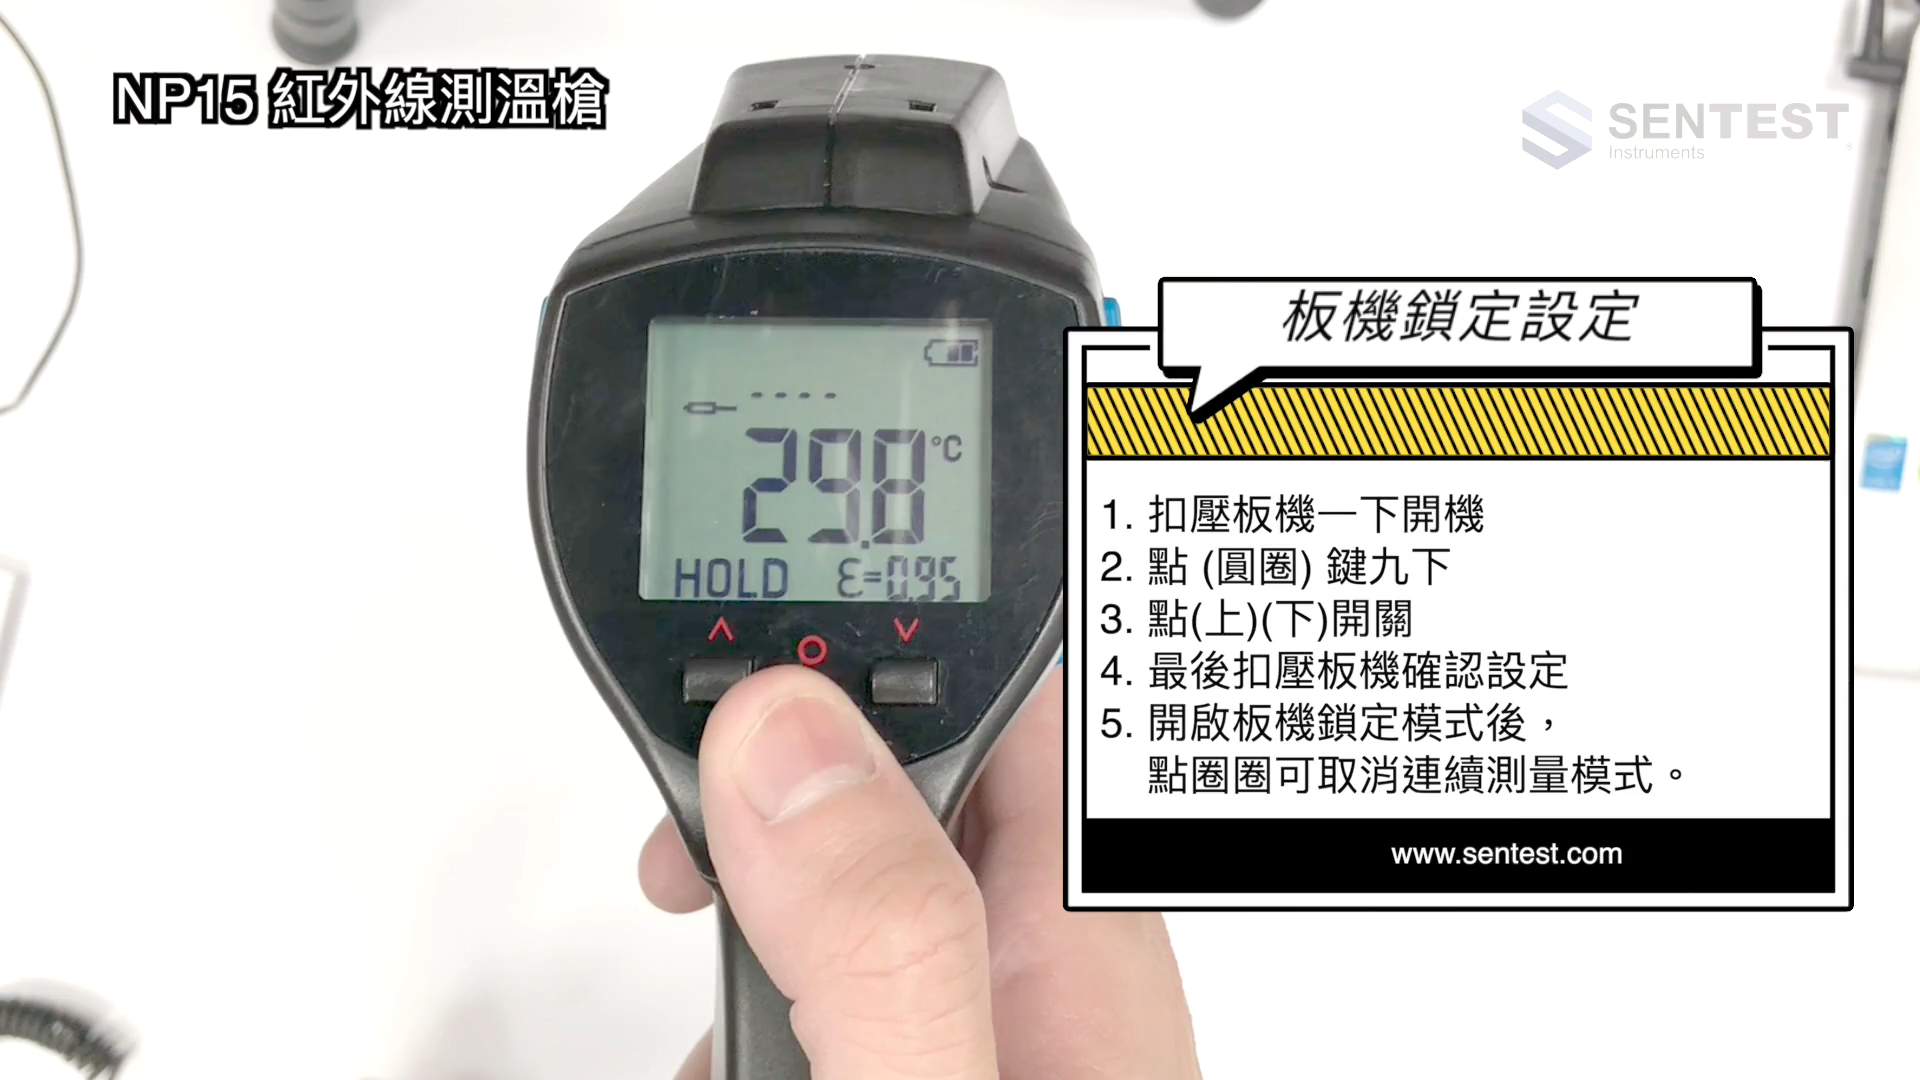 NP15 紅外線測溫槍
SENTEST
Instruments
板機鎖定設定
29.8 °C
HOLD ε=0.95
1. 扣壓板機一下開機
2. 點 (圓圈) 鍵九下
3. 點(上)(下)開關
4. 最後扣壓板機確認設定
5. 開啟板機鎖定模式後，
點圈圈可取消連續測量模式。
www.sentest.com